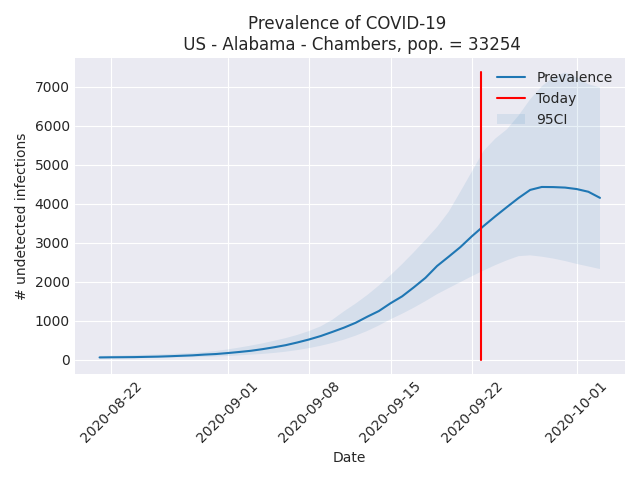 Prevalence of COVID-19
US - Alabama - Chambers, pop. = 33254
Prevalence
Today
95CI
# undetected infections
7000
6000
5000
4000
3000
2000
1000
0
2020-08-22
2020-09-01
2020-09-08
2020-09-15
2020-09-22
2020-10-01
Date